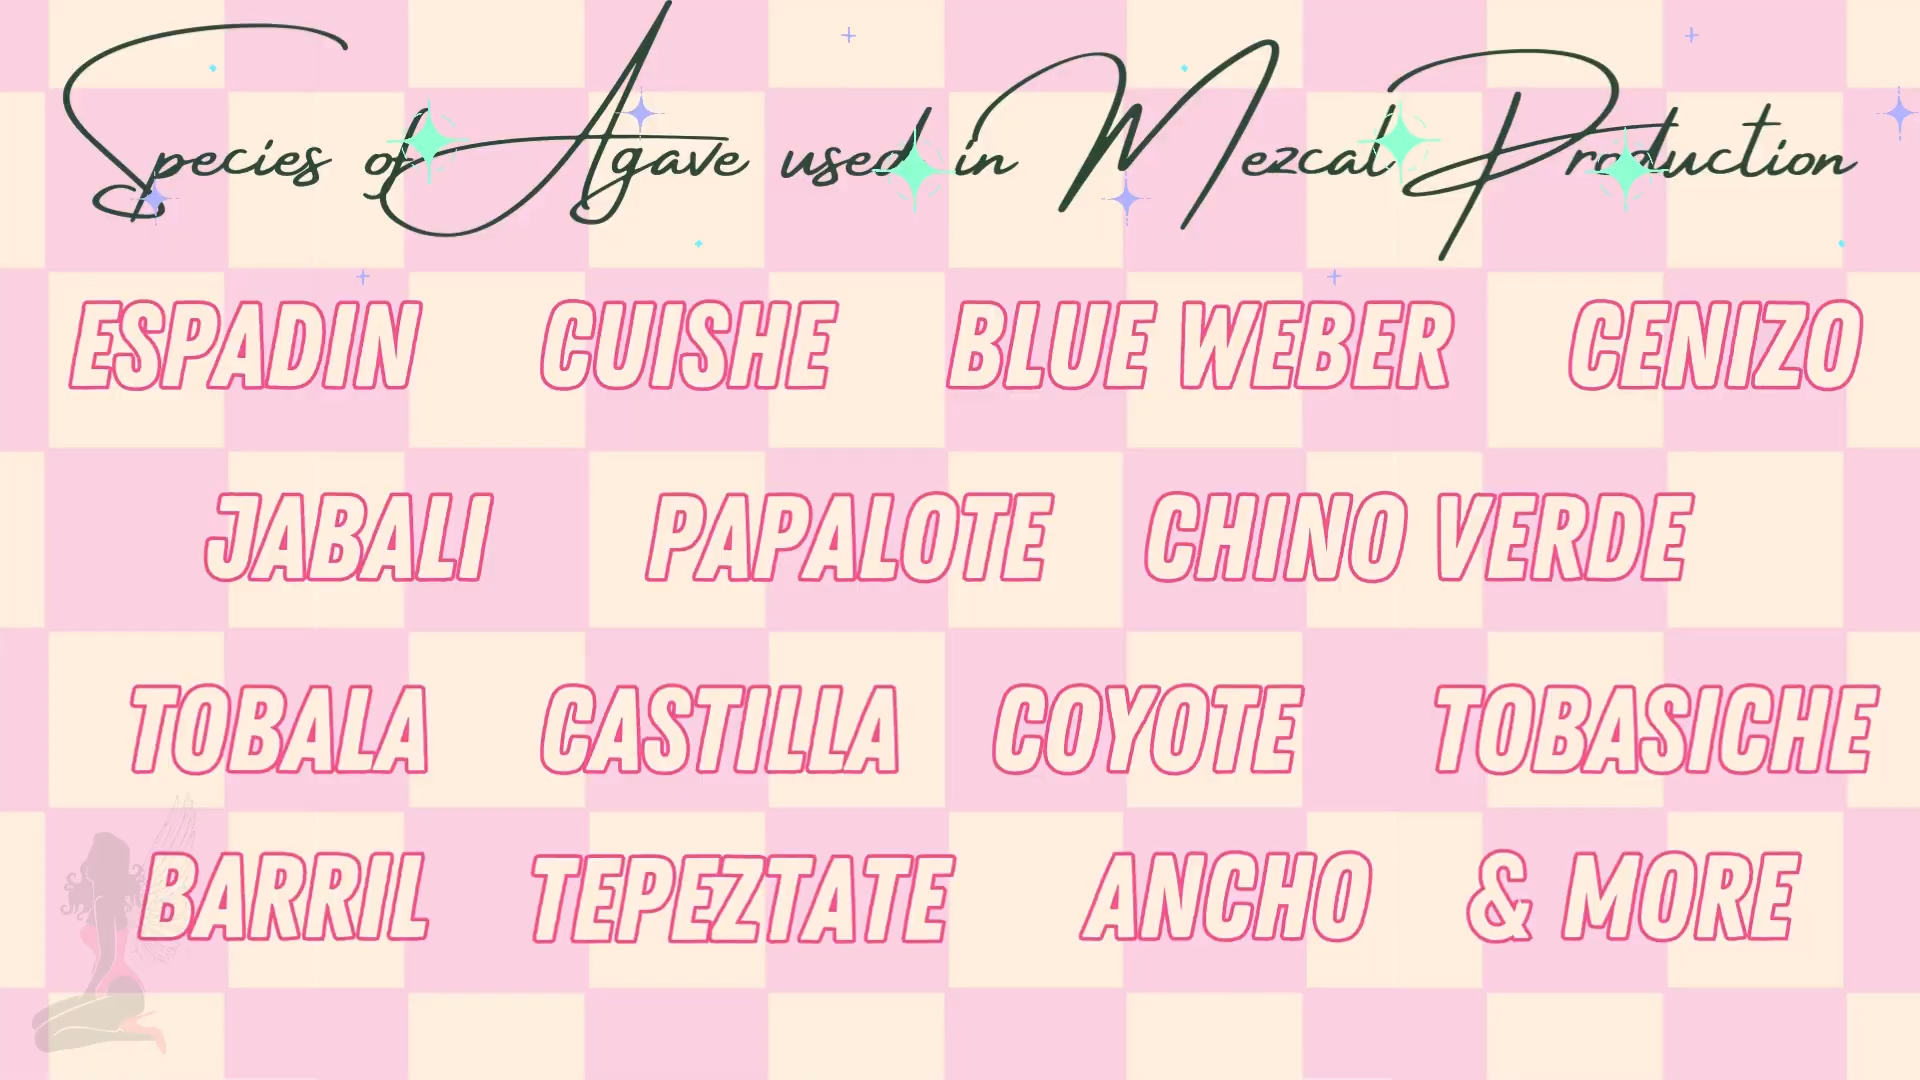 Species of Agave used in Mezcal Production
ESPADIN CUISHE BLUE WEBER CENIZO
JABALI PAPALOTE CHINO VERDE
TOBALA CASTILLA COYOTE TOBASICHE
BARRIL TEPEZTATE ANCHO & MORE